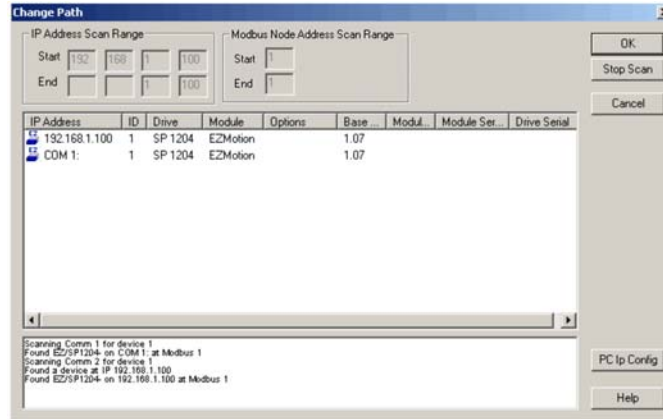 Change Path
IP Address Scan Range
Modbus Node Address Scan Range
Start 192 168 1 100
Start 1
End 1 100
End 1
OK
Stop Scan
Cancel
IP Address ID Drive Module Options Base ... Modul... Module Ser... Drive Serial
192.168.1.100 1 SP 1204 EZMotion 1.07
COM 1: 1 SP 1204 EZMotion 1.07
Scanning Comm 1 for device 1
Found EZ/SP1204- on COM 1: at Modbus 1
Scanning Comm 2 for device 1
Found a device at IP 192.168.1.100
Found EZ/SP1204- on 192.168.1.100 at Modbus 1
PC Ip Config
Help